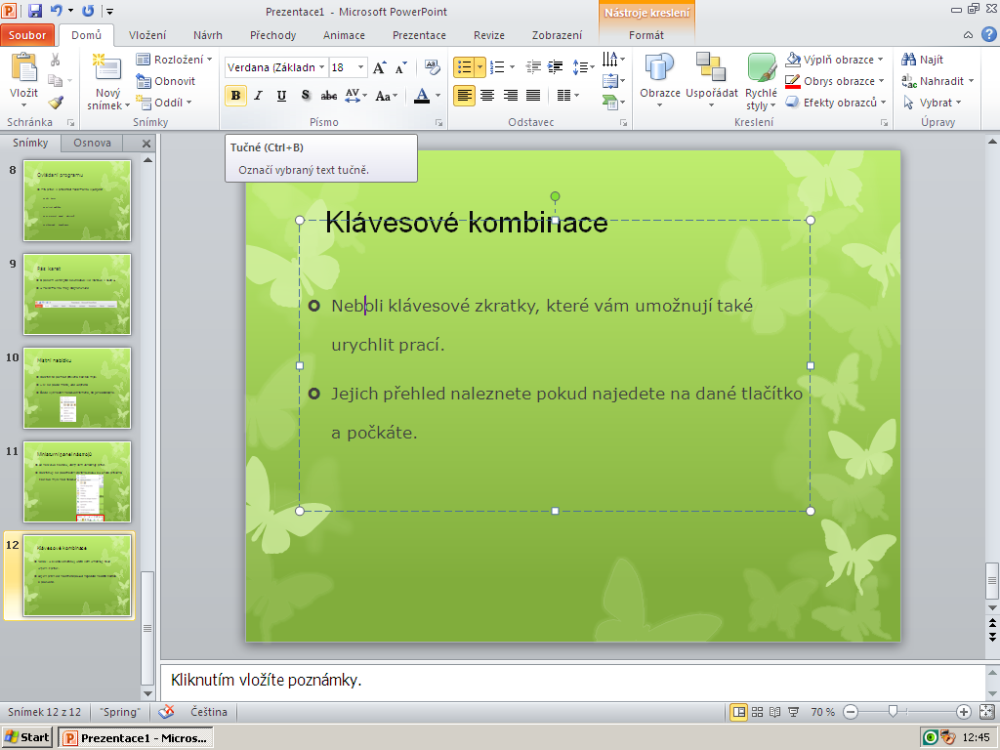 Prezentace1 - Microsoft PowerPoint
Nástroje kreslení
Soubor Domů Vložení Návrh Přechody Animace Prezentace Revize Zobrazení Formát
Vložit
Nový
snímek
Rozložení
Obnovit
Oddíl
Verdana (Základn 18
B I U S abc AV Aa A
Obrazce
Uspořádat
Rychlé
styly
Výplň obrazce
Obrys obrazce
Efekty obrazců
Najít
Nahradit
Vybrat
Schránka Snímky Písmo Odstavec Kreslení Úpravy
Snímky Osnova
Tučné (Ctrl+B)
Označí vybraný text tučně.
8
Ovládání programu
9
Pás karet
10
Místní nabídku
11
Miniaturní panel nástrojů
12
Klávesové kombinace
Klávesové kombinace
Neboli klávesové zkratky, které vám umožnují také
urychlit prací.
Jejich přehled naleznete pokud najedete na dané tlačítko
a počkáte.
Kliknutím vložíte poznámky.
Snímek 12 z 12 "Spring" Čeština 70 %
Start Prezentace1 - Micros... 12:45